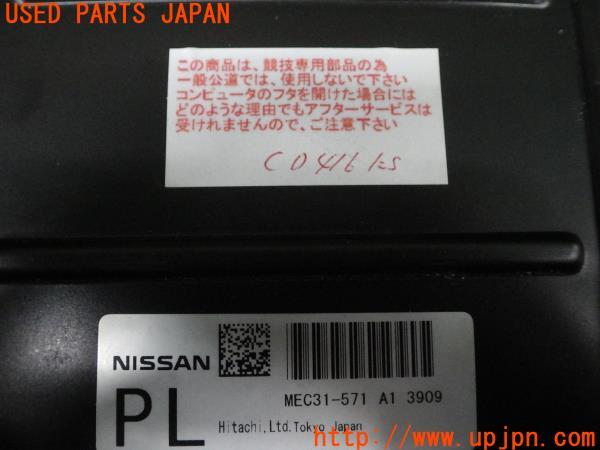 USED PARTS JAPAN
この商品は、競技専用部品の為
一般公道では、使用しないで下さい
コンピュータのフタを開けた場合には
どのような理由でもアフターサービスは
受けれませんので、ご注意下さい
NISSAN
MEC31-571 A1 3909
PL
Hitachi,Ltd.Tokyo Japan
http://www.upjpn.com